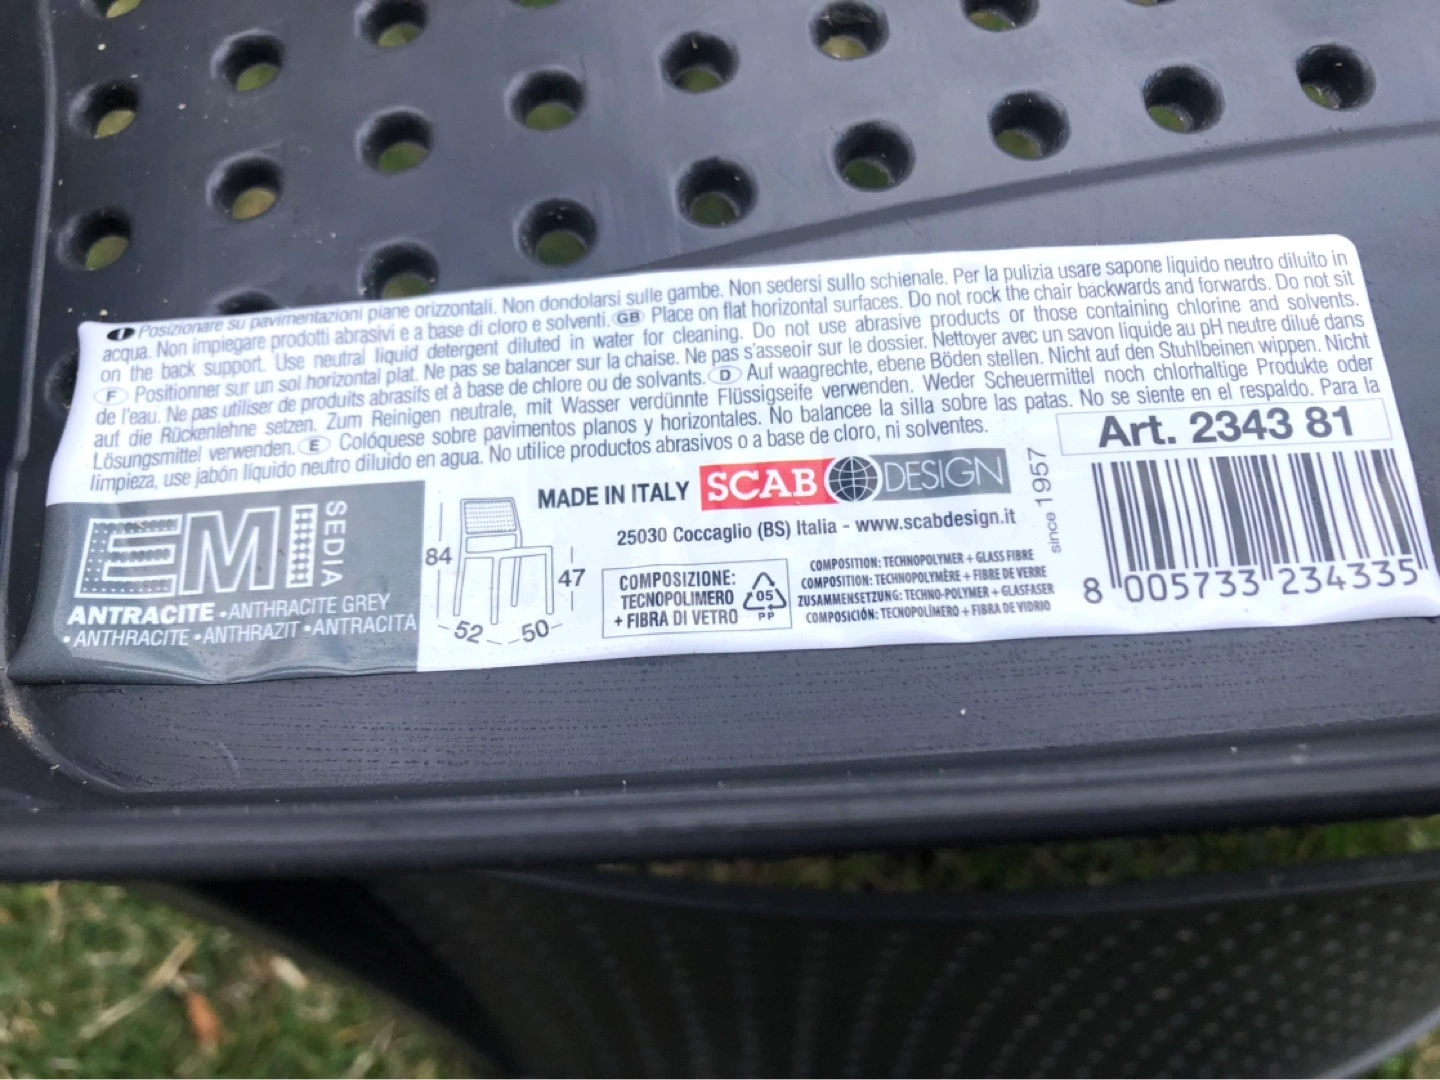 I Posizionare su pavimentazioni piane orizzontali. Non dondolarsi sulle gambe. Non sedersi sullo schienale. Per la pulizia usare sapone liquido neutro diluito in
acqua. Non impiegare prodotti abrasivi e a base di cloro e solventi. GB Place on flat horizontal surfaces. Do not rock the chair backwards and forwards. Do not sit
on the back support. Use neutral liquid detergent diluted in water for cleaning. Do not use abrasive products or those containing chlorine and solvents.
F Positionner sur un sol horizontal plat. Ne pas se balancer sur la chaise. Ne pas s'asseoir sur le dossier. Nettoyer avec un savon liquide au pH neutre dilué dans
de l'eau. Ne pas utiliser de produits abrasifs et à base de chlore ou de solvants. D Auf waagrechte, ebene Böden stellen. Nicht auf den Stuhlbeinen wippen. Nicht
auf die Rückenlehne setzen. Zum Reinigen neutrale, mit Wasser verdünnte Flüssigseife verwenden. Weder Scheuermittel noch chlorhaltige Produkte oder
Lösungsmittel verwenden. E Colóquese sobre pavimentos planos y horizontales. No balancee la silla sobre las patas. No se siente en el respaldo. Para la
limpieza, use jabón líquido neutro diluido en agua. No utilice productos abrasivos o a base de cloro, ni solventes.
EMI SEDIA
ANTRACITE • ANTHRACITE GREY
• ANTHRACITE • ANTHRAZIT • ANTRACITA
84
47
52
50
MADE IN ITALY SCAB DESIGN
since 1957
25030 Coccaglio (BS) Italia - www.scabdesign.it
COMPOSIZIONE:
TECNOPOLIMERO
+ FIBRA DI VETRO
05
PP
COMPOSITION: TECHNOPOLYMER + GLASS FIBRE
COMPOSITION: TECHNOPOLYMÈRE + FIBRE DE VERRE
ZUSAMMENSETZUNG: TECHNO-POLYMER + GLASFASER
COMPOSICIÓN: TECNOPOLÍMERO + FIBRA DE VIDRIO
Art. 2343 81
8 005733 234335